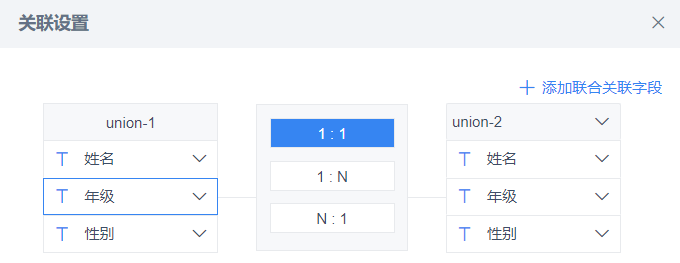 关联设置
添加联合关联字段
union-1
T 姓名
T 年级
T 性别
1 : 1
1 : N
N : 1
union-2
T 姓名
T 年级
T 性别